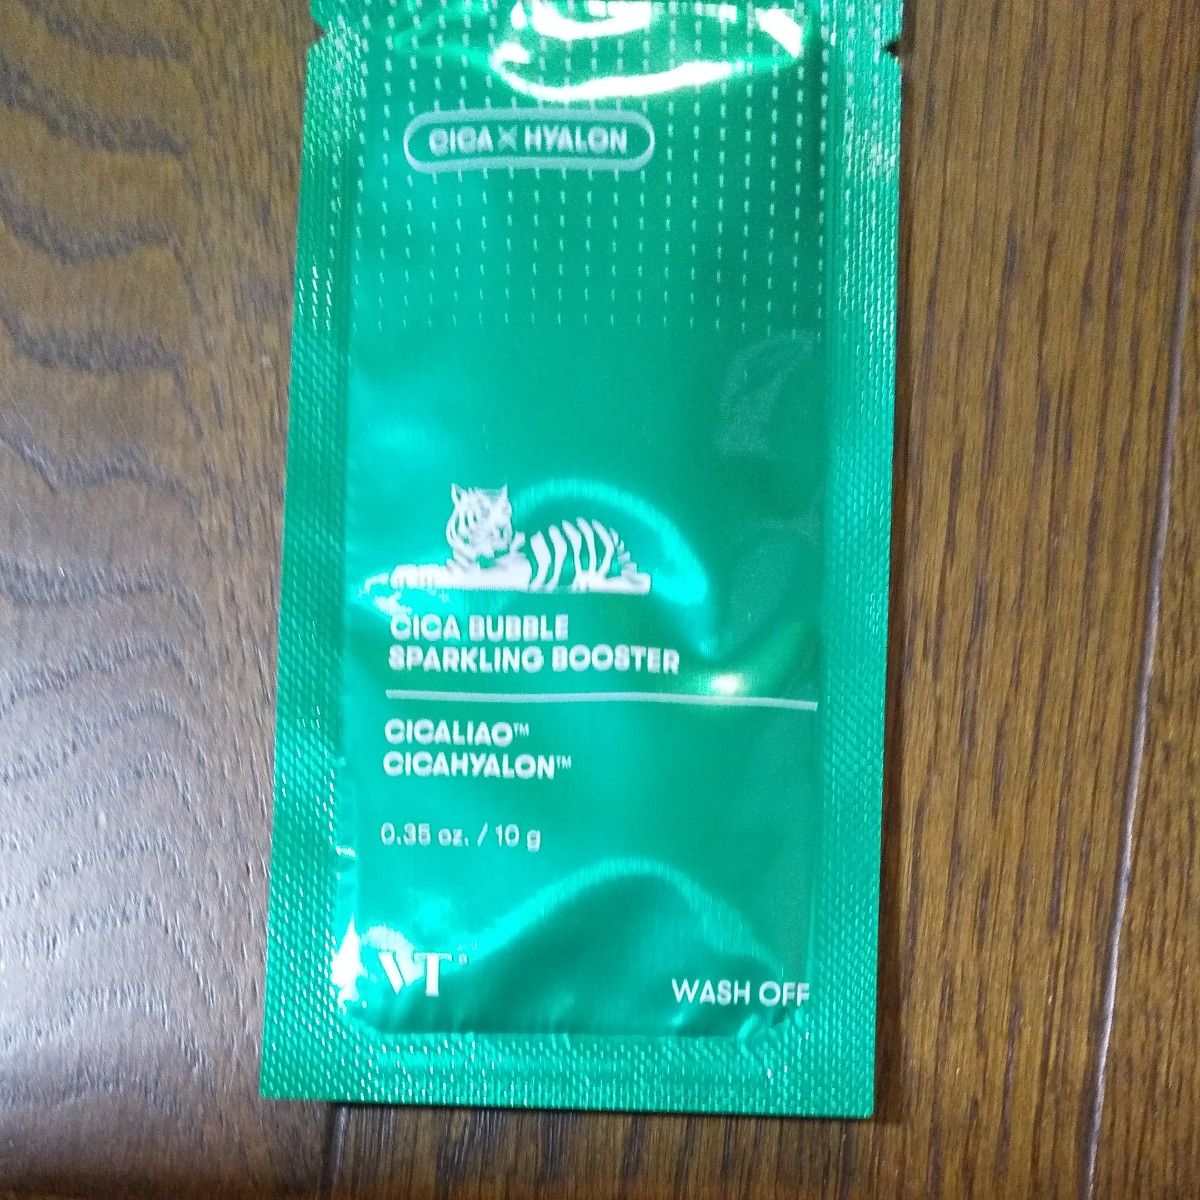 CICA × HYALON
CICA BUBBLE
SPARKLING BOOSTER
CICALIAO™
CICAHYALON™
0.35 oz. / 10 g
VT®
WASH OFF